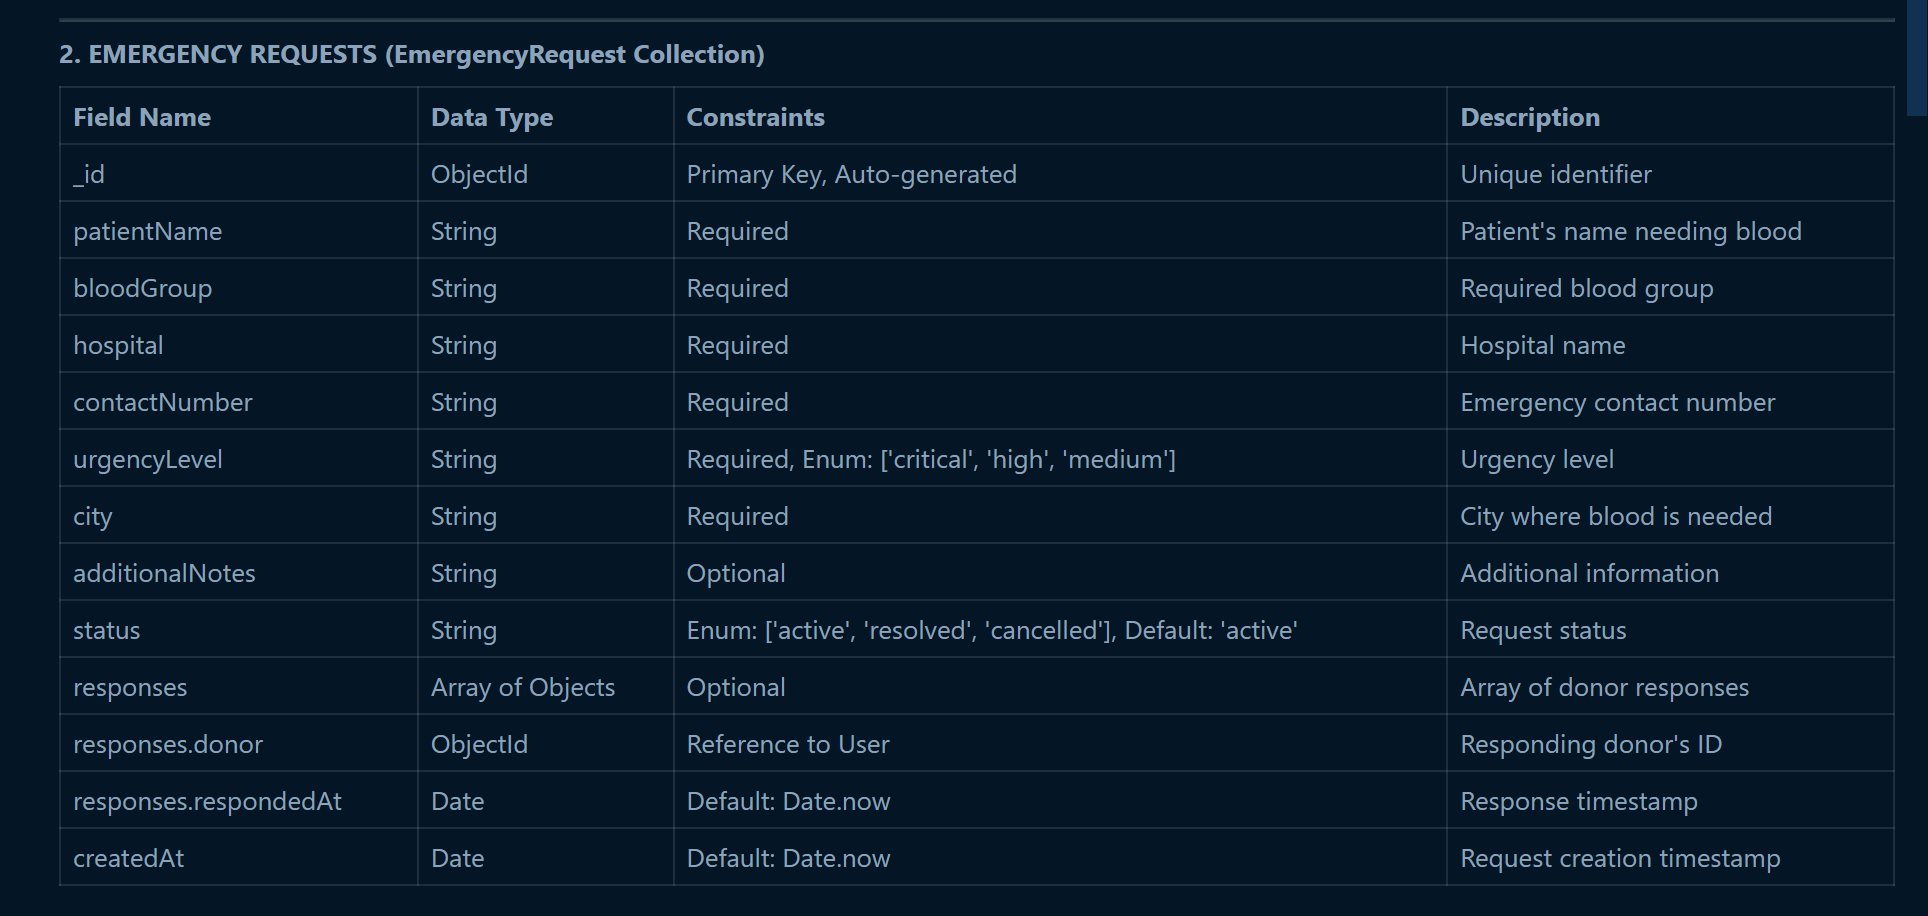 2. EMERGENCY REQUESTS (EmergencyRequest Collection)
Field Name Data Type Constraints Description
_id ObjectId Primary Key, Auto-generated Unique identifier
patientName String Required Patient's name needing blood
bloodGroup String Required Required blood group
hospital String Required Hospital name
contactNumber String Required Emergency contact number
urgencyLevel String Required, Enum: ['critical', 'high', 'medium'] Urgency level
city String Required City where blood is needed
additionalNotes String Optional Additional information
status String Enum: ['active', 'resolved', 'cancelled'], Default: 'active' Request status
responses Array of Objects Optional Array of donor responses
responses.donor ObjectId Reference to User Responding donor's ID
responses.respondedAt Date Default: Date.now Response timestamp
createdAt Date Default: Date.now Request creation timestamp